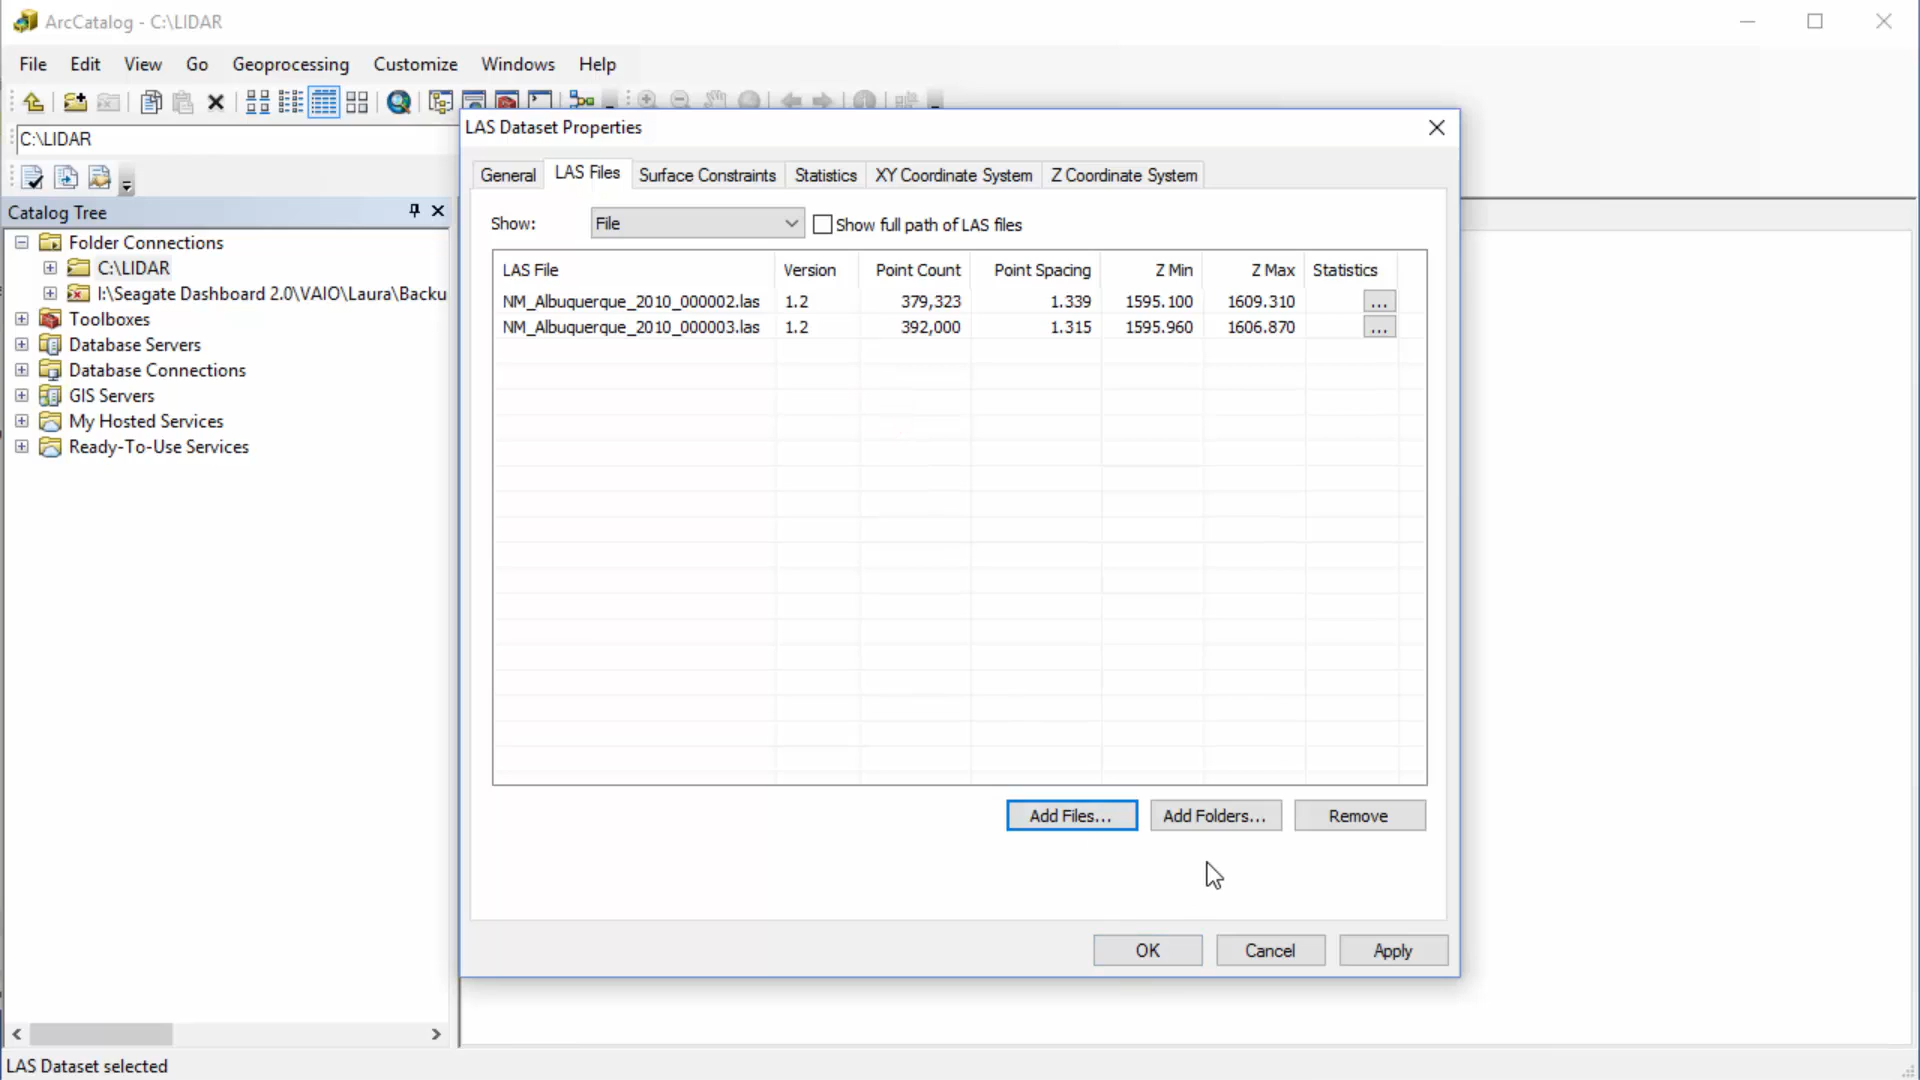 ArcCatalog - C:\LIDAR
File Edit View Go Geoprocessing Customize Windows Help
C:\LIDAR
Catalog Tree
Folder Connections
C:\LIDAR
I:\Seagate Dashboard 2.0\VAIO\Laura\Backu
Toolboxes
Database Servers
Database Connections
GIS Servers
My Hosted Services
Ready-To-Use Services
LAS Dataset Properties
General LAS Files Surface Constraints Statistics XY Coordinate System Z Coordinate System
Show: File Show full path of LAS files
LAS File Version Point Count Point Spacing Z Min Z Max Statistics
NM_Albuquerque_2010_000002.las 1.2 379,323 1.339 1595.100 1609.310 ...
NM_Albuquerque_2010_000003.las 1.2 392,000 1.315 1595.960 1606.870 ...
Add Files... Add Folders... Remove
OK Cancel Apply
LAS Dataset selected